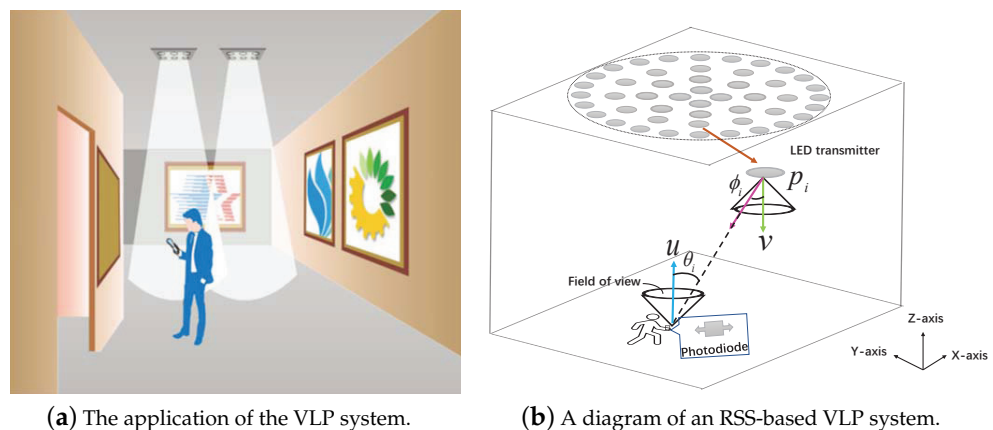 LED transmitter
ϕᵢ
pᵢ
v
u
θᵢ
Field of view
Photodiode
Z-axis
Y-axis
X-axis
(a) The application of the VLP system.
(b) A diagram of an RSS-based VLP system.